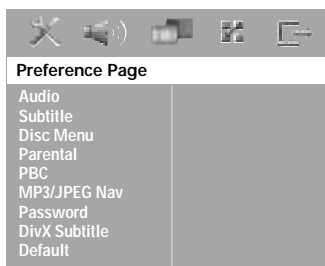 Preference Page
Audio
Subtitle
Disc Menu
Parental
PBC
MP3/JPEG Nav
Password
DivX Subtitle
Default